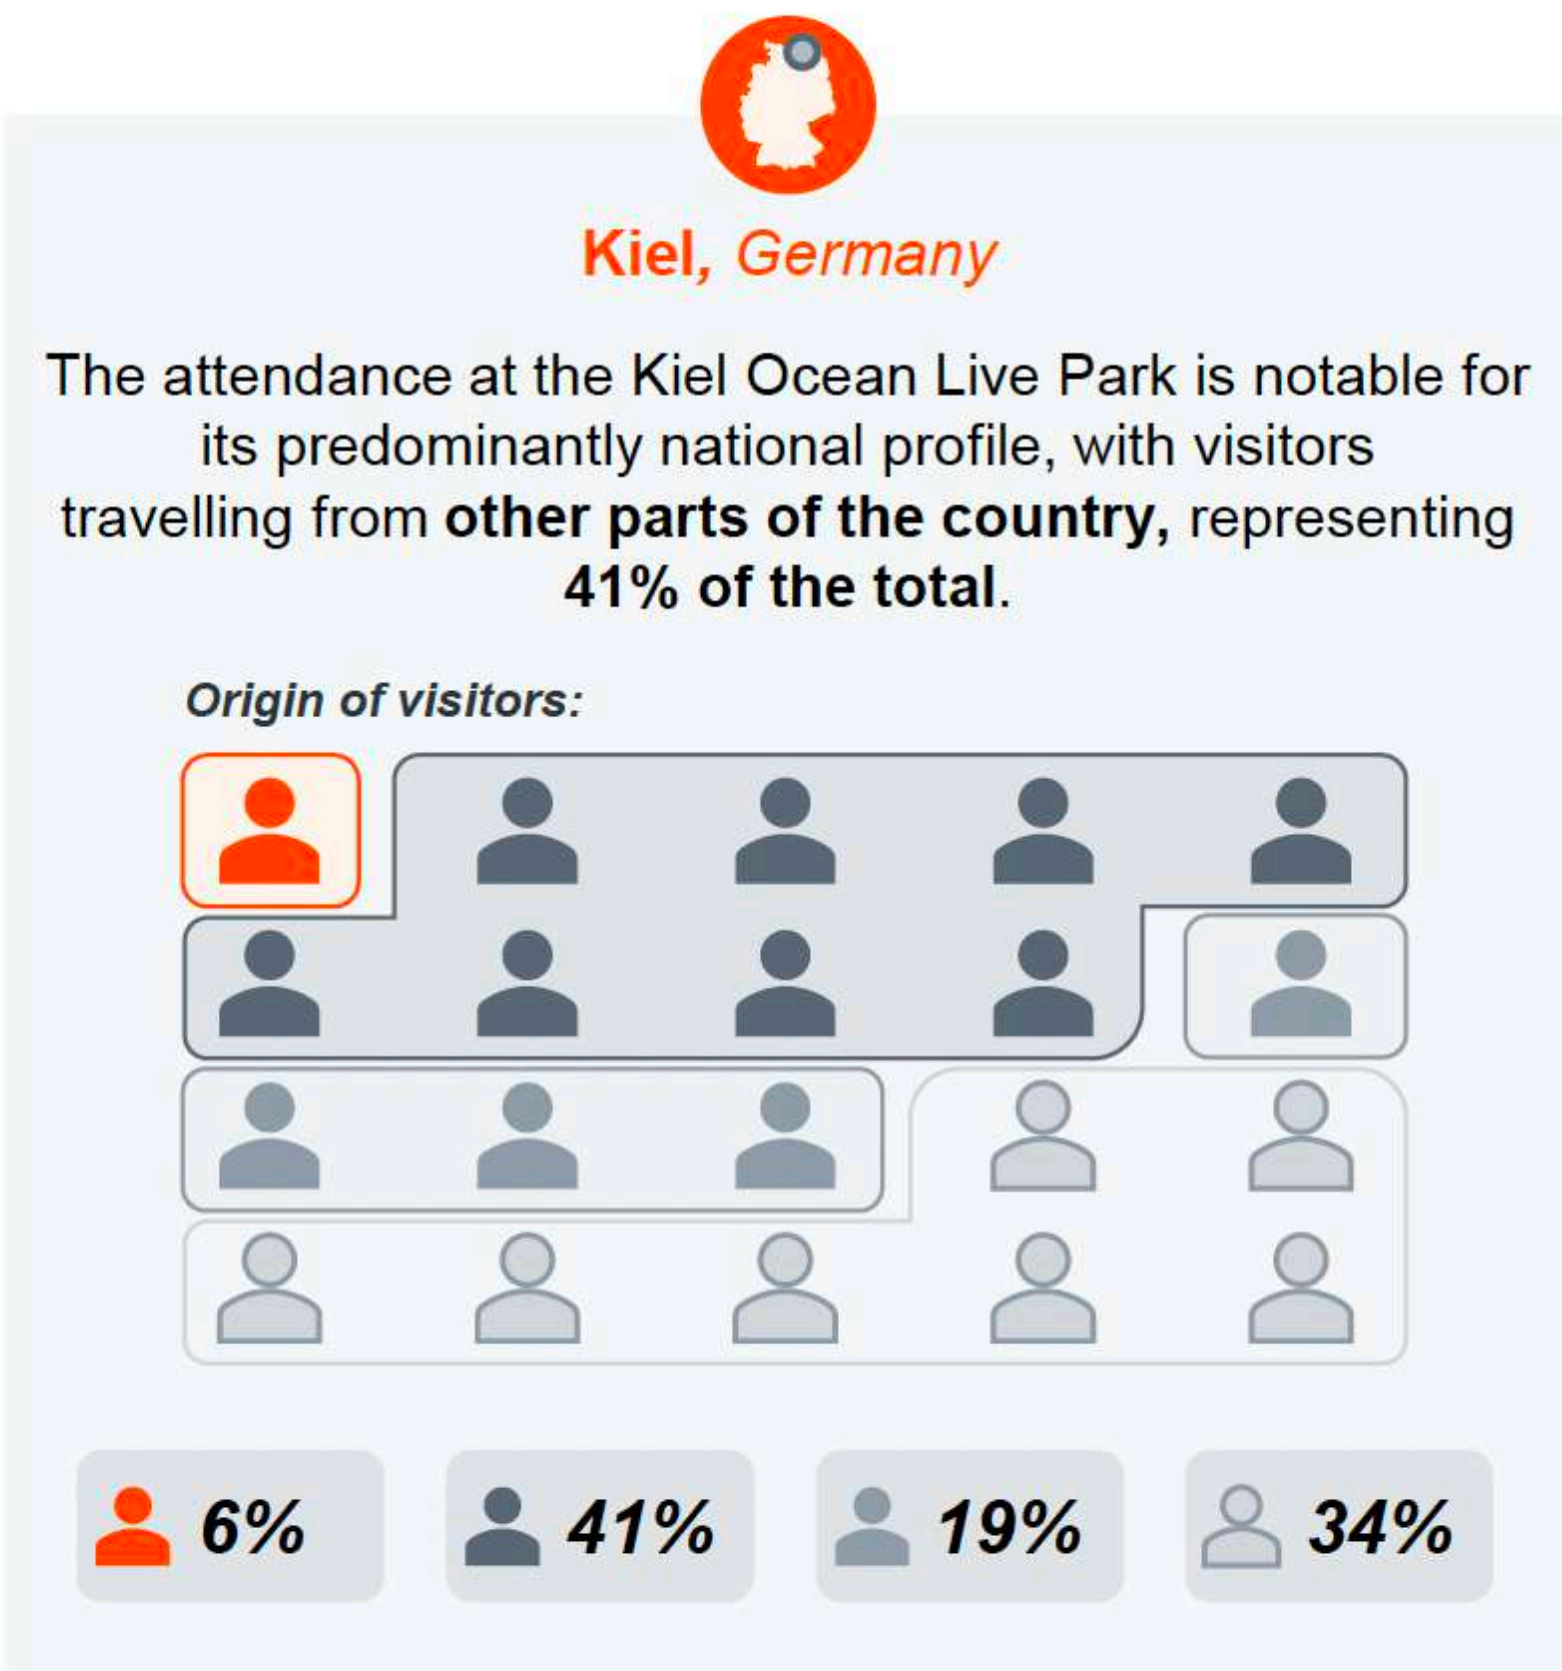 Kiel, Germany
The attendance at the Kiel Ocean Live Park is notable for
its predominantly national profile, with visitors
travelling from other parts of the country, representing
41% of the total.
Origin of visitors:
6% 41% 19% 34%